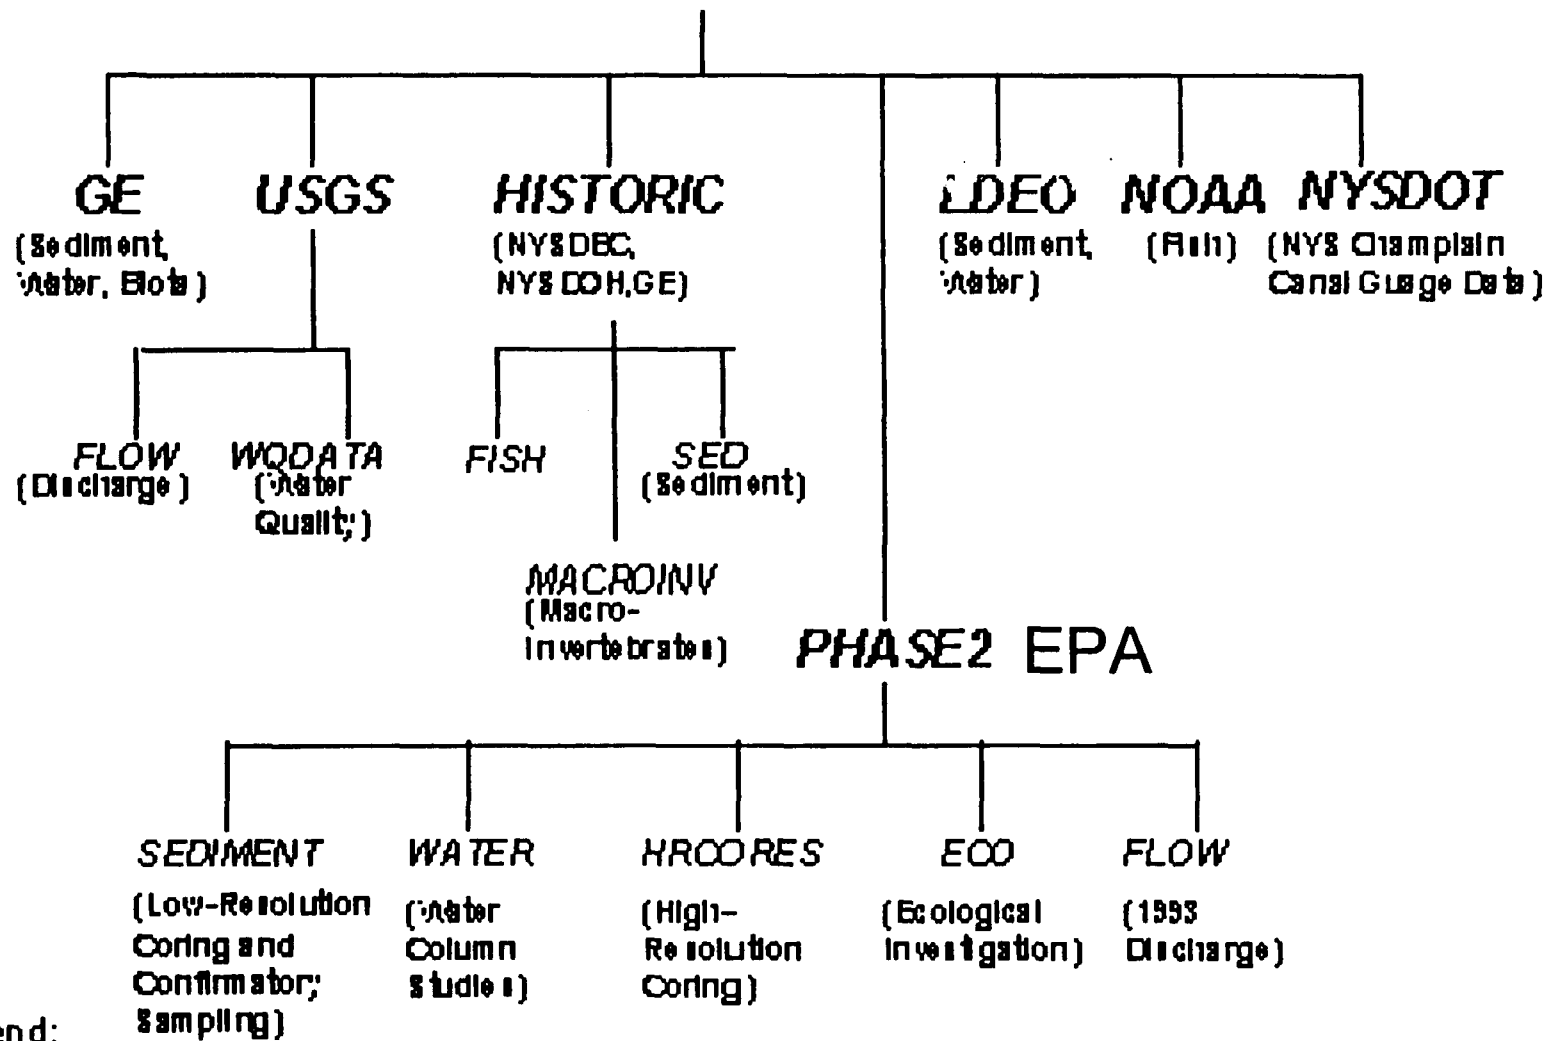 GE USGS HISTORIC LDEO NOAA NYSDOT
(Sediment, Water, Biota)
(NYSDEC, NYSDOH,GE)
(Sediment, Water)
(Fish)
(NYS Champlain Canal Guage Data)
FLOW
(Discharge)
WQDATA
(Water
Quality)
FISH
SED
(Sediment)
MACROINV
(Macro-
Invertebrates)
PHASE2 EPA
SEDIMENT
(Low-Resolution
Coring and
Confirmatory
Sampling)
WATER
(Water
Column
Studies)
HRCORES
(High-
Resolution
Coring)
ECO
(Ecological
Investigation)
FLOW
(1993
Discharge)
end: